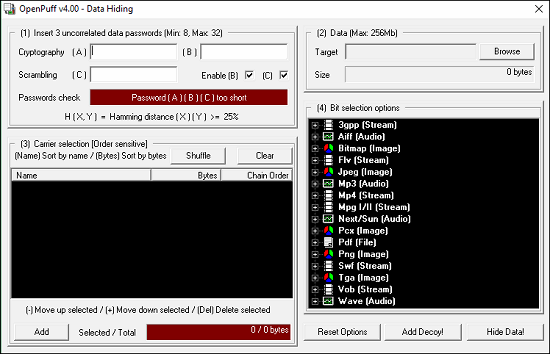 OpenPuff v4.00 - Data Hiding
(1) Insert 3 uncorrelated data passwords (Min: 8, Max: 32)
Cryptography (A) (B)
Scrambling (C) Enable (B) (C)
Passwords check Password (A) (B) (C) too short
H (X,Y) = Hamming distance (X) (Y) >= 25%
(2) Data (Max: 256Mb)
Target Browse
Size 0 bytes
(3) Carrier selection [Order sensitive]
(Name) Sort by name / (Bytes) Sort by bytes Shuffle Clear
Name Bytes Chain Order
(-) Move up selected / (+) Move down selected / (Del) Delete selected
Add Selected / Total 0 / 0 bytes
(4) Bit selection options
3gpp (Stream)
Aiff (Audio)
Bitmap (Image)
Flv (Stream)
Jpeg (Image)
Mp3 (Audio)
Mp4 (Stream)
Mpg I/II (Stream)
Next/Sun (Audio)
Pcx (Image)
Pdf (File)
Png (Image)
Swf (Stream)
Tga (Image)
Vob (Stream)
Wave (Audio)
Reset Options Add Decoy! Hide Data!